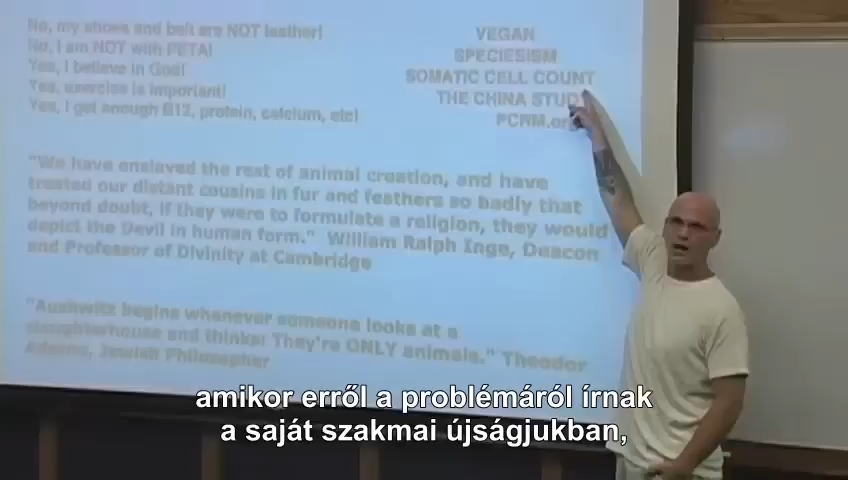 No, my shoes and belt are NOT leather!
No, I am NOT with PETA!
Yes, I believe in God!
Yes, exercise is important!
Yes, I get enough B12, protein, calcium, etc!
VEGAN
SPECIESISM
SOMATIC CELL COUNT
THE CHINA STUD
PCRM.or
"We have enslaved the rest of animal creation, and have
treated our distant cousins in fur and feathers so badly that
beyond doubt, if they were to formulate a religion, they would
depict the Devil in human form." William Ralph Inge, Deacon
and Professor of Divinity at Cambridge
"Auschwitz begins whenever someone looks at a
slaughterhouse and thinks: They're ONLY animals." Theodor
Adorno, Jewish Philosopher
amikor erről a problémáról írnak
a saját szakmai újságjukban,